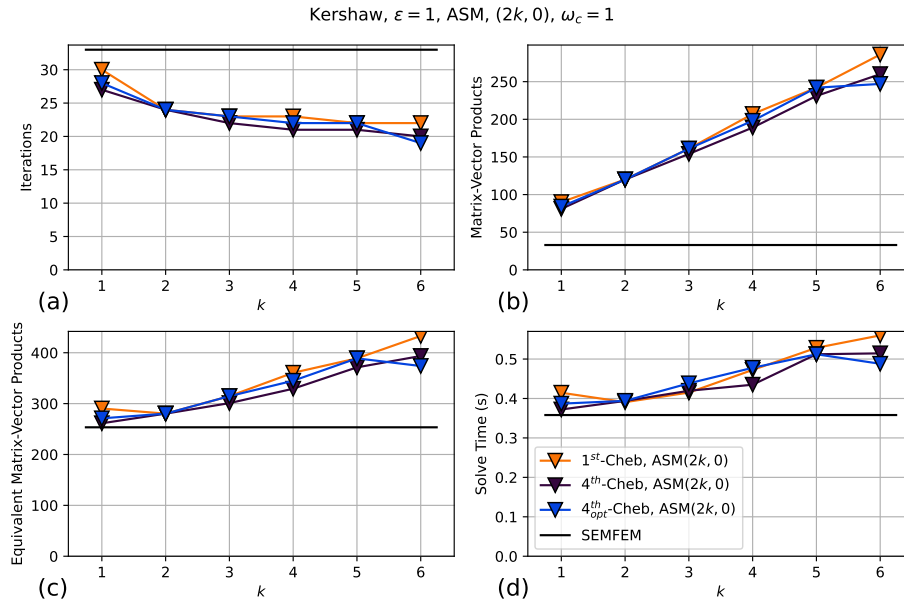 Kershaw, ε = 1, ASM, (2k, 0), ω_c = 1
Iterations
0
5
10
15
20
25
30
1 2 3 4 5 6
k
(a)
Matrix-Vector Products
0
50
100
150
200
250
1 2 3 4 5 6
k
(b)
Equivalent Matrix-Vector Products
0
100
200
300
400
1 2 3 4 5 6
k
(c)
Solve Time (s)
0.0
0.1
0.2
0.3
0.4
0.5
1 2 3 4 5 6
k
(d)
1^{st}-Cheb, ASM(2k, 0)
4^{th}-Cheb, ASM(2k, 0)
4^{th}_{opt}-Cheb, ASM(2k, 0)
SEMFEM